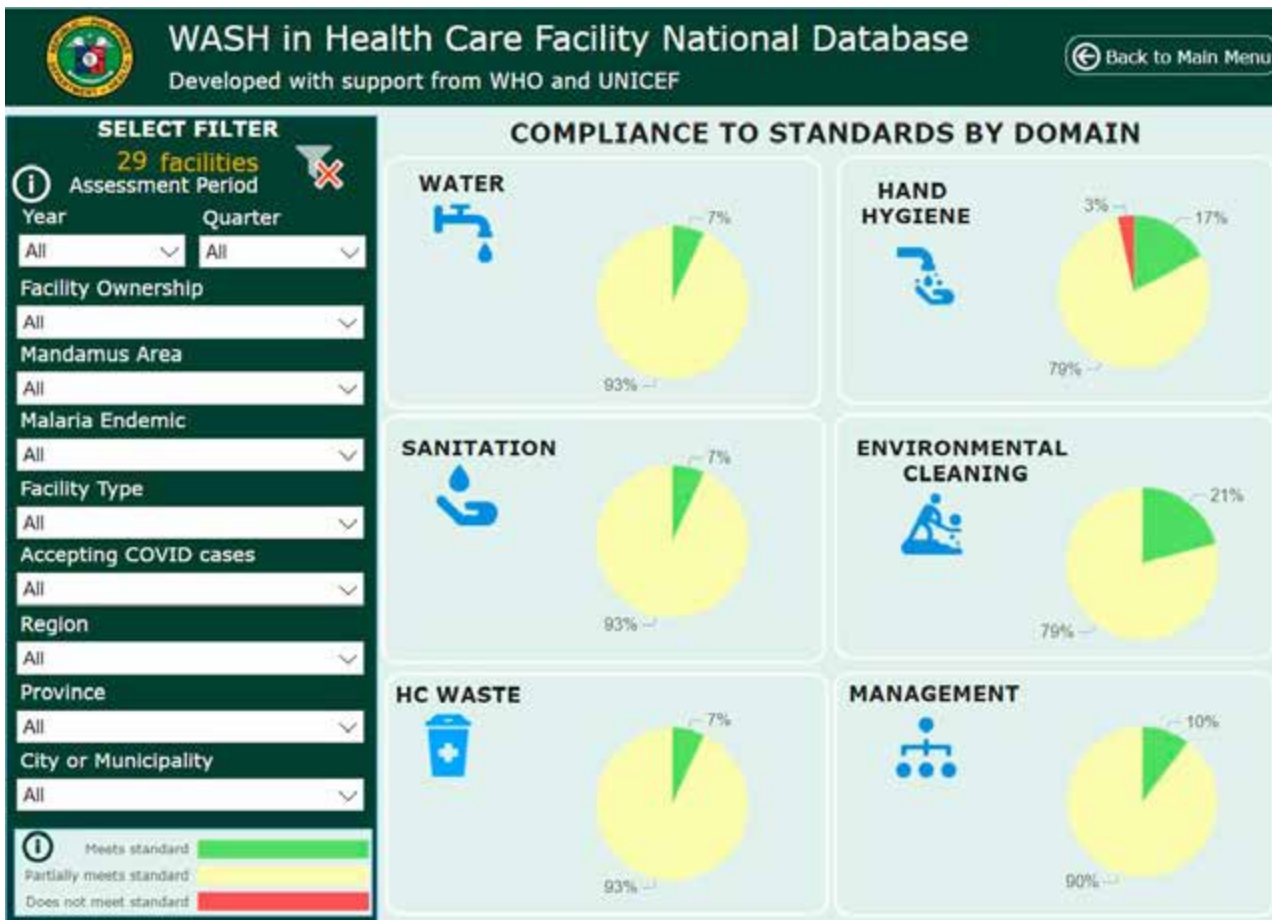 WASH in Health Care Facility National Database
Developed with support from WHO and UNICEF
Back to Main Menu
SELECT FILTER
29 facilities
Assessment Period
Year
Quarter
All
All
Facility Ownership
All
Mandamus Area
All
Malaria Endemic
All
Facility Type
All
Accepting COVID cases
All
Region
All
Province
All
City or Municipality
All
Meets standard
Partially meets standard
Does not meet standard
COMPLIANCE TO STANDARDS BY DOMAIN
WATER
7%
93%
HAND
HYGIENE
3%
17%
79%
SANITATION
7%
93%
ENVIRONMENTAL
CLEANING
21%
79%
HC WASTE
7%
93%
MANAGEMENT
10%
90%